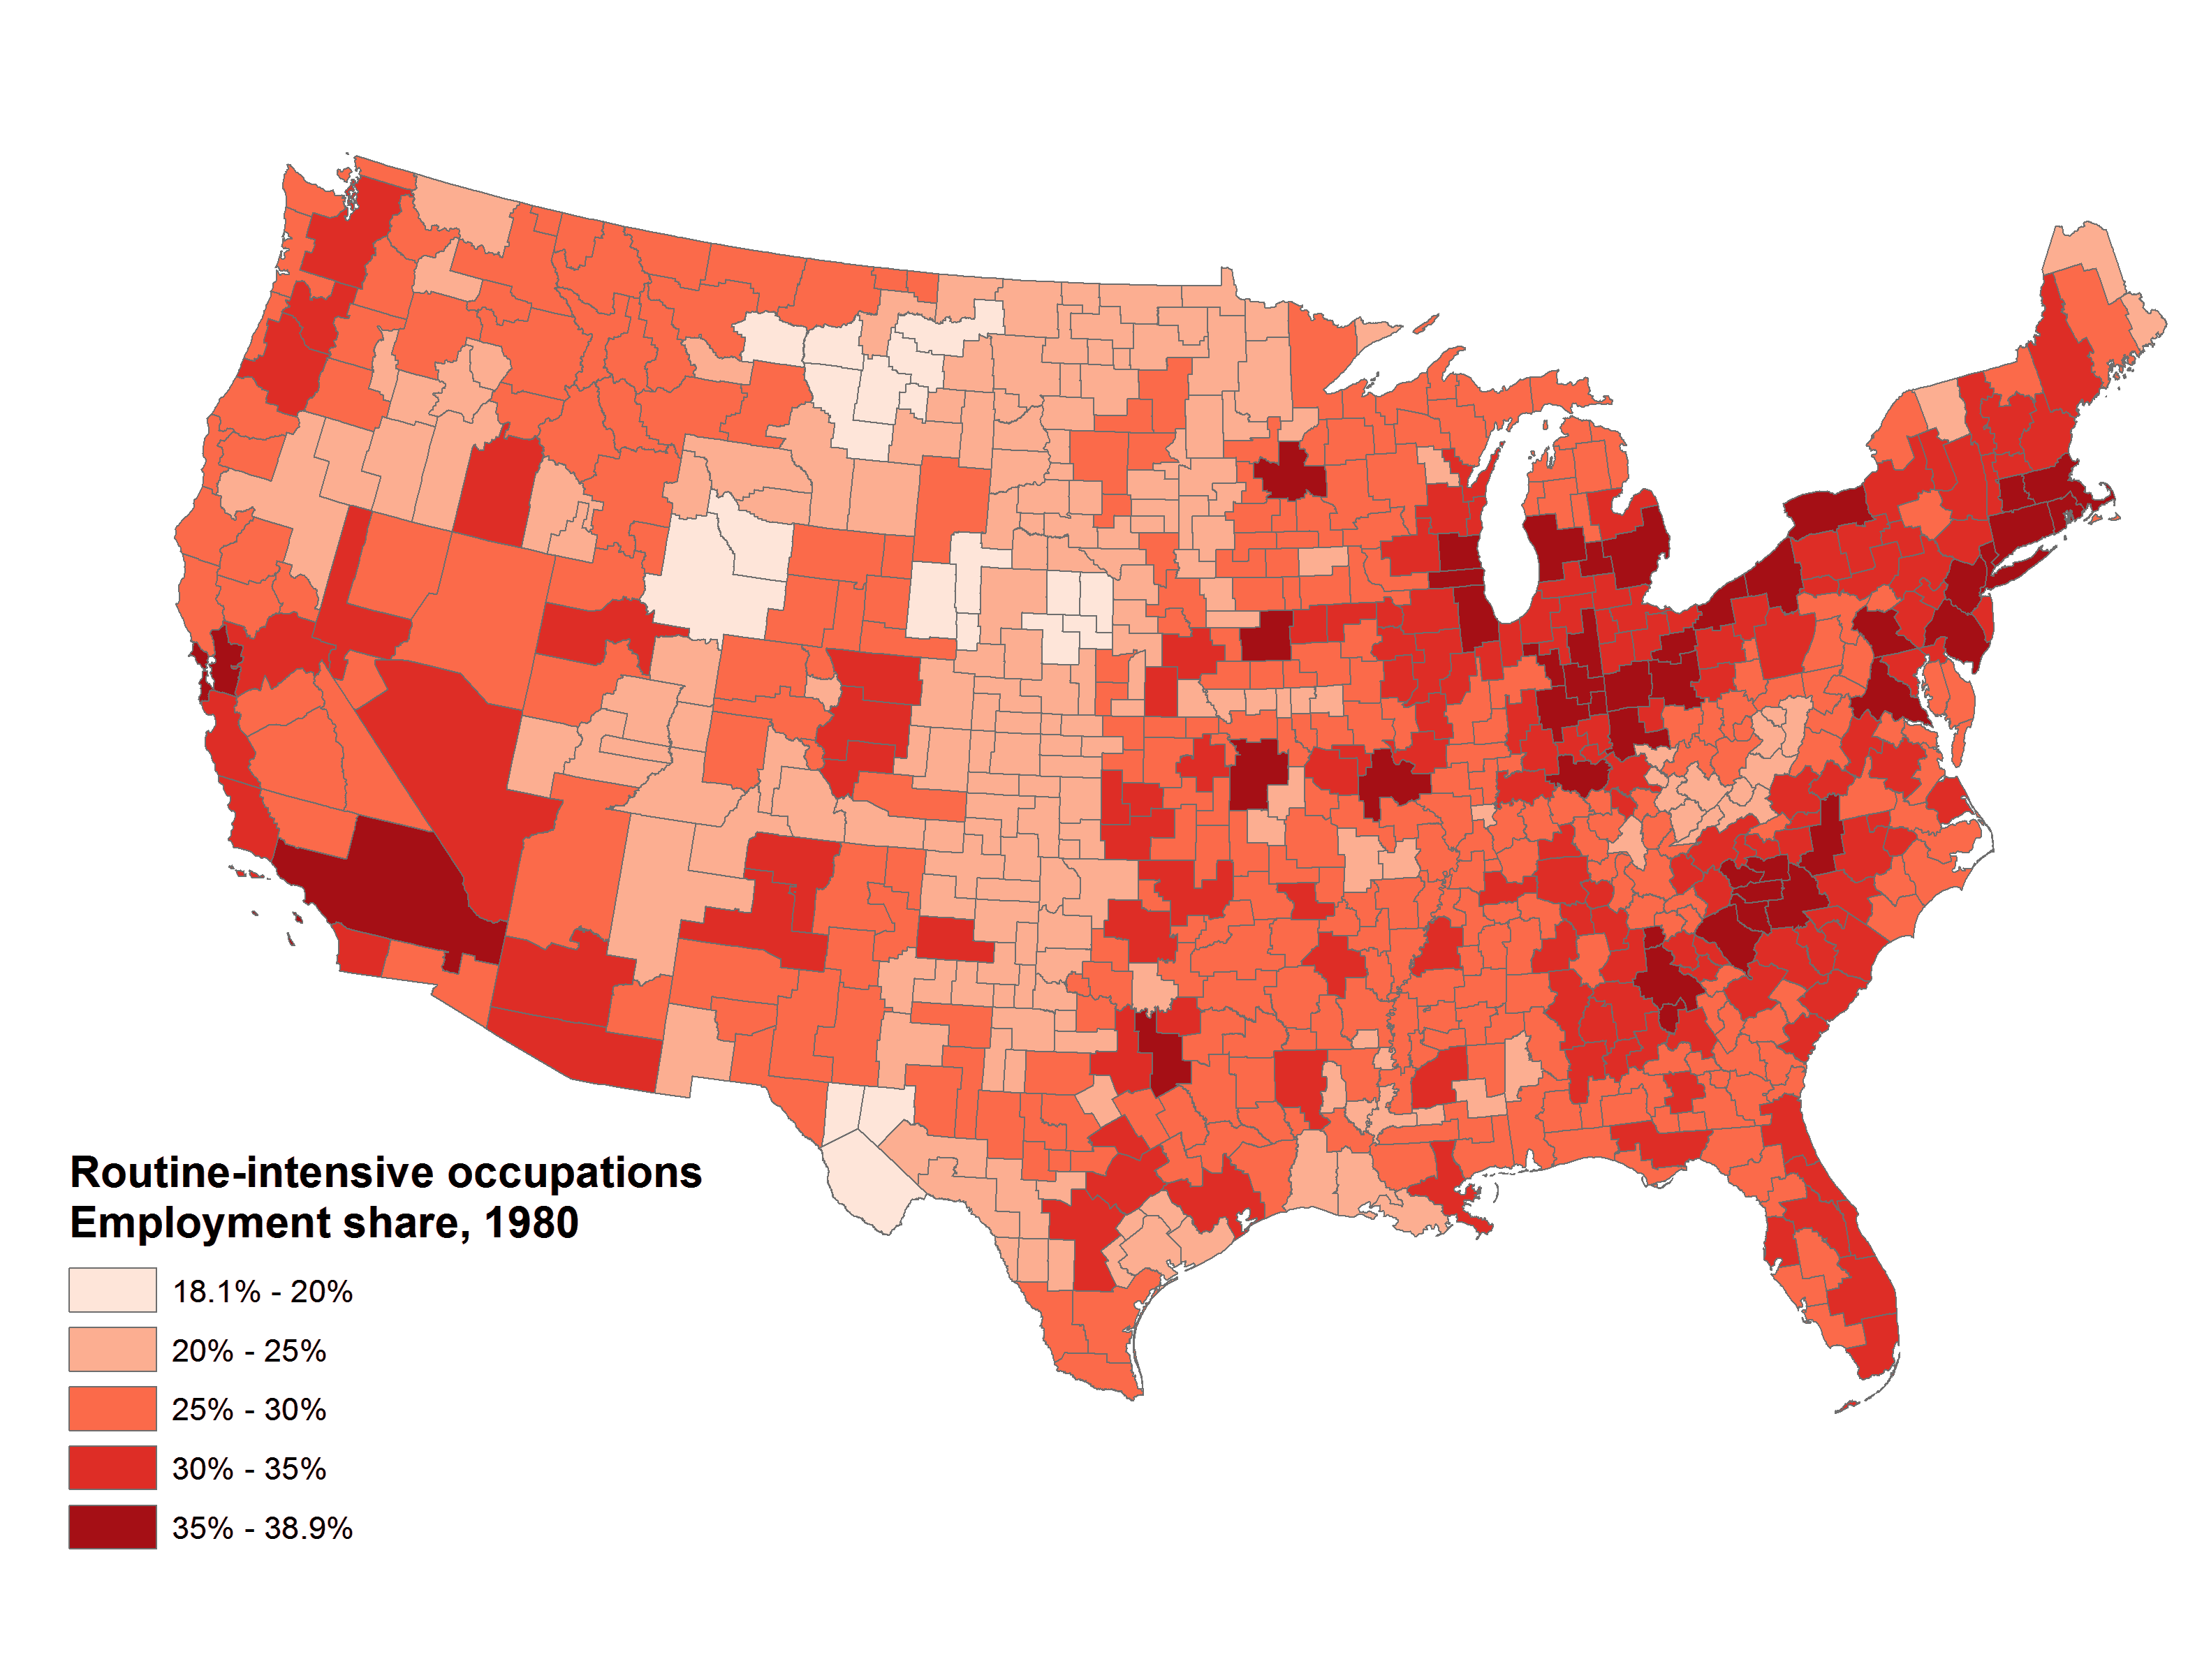 Routine-intensive occupations
Employment share, 1980
18.1% - 20%
20% - 25%
25% - 30%
30% - 35%
35% - 38.9%